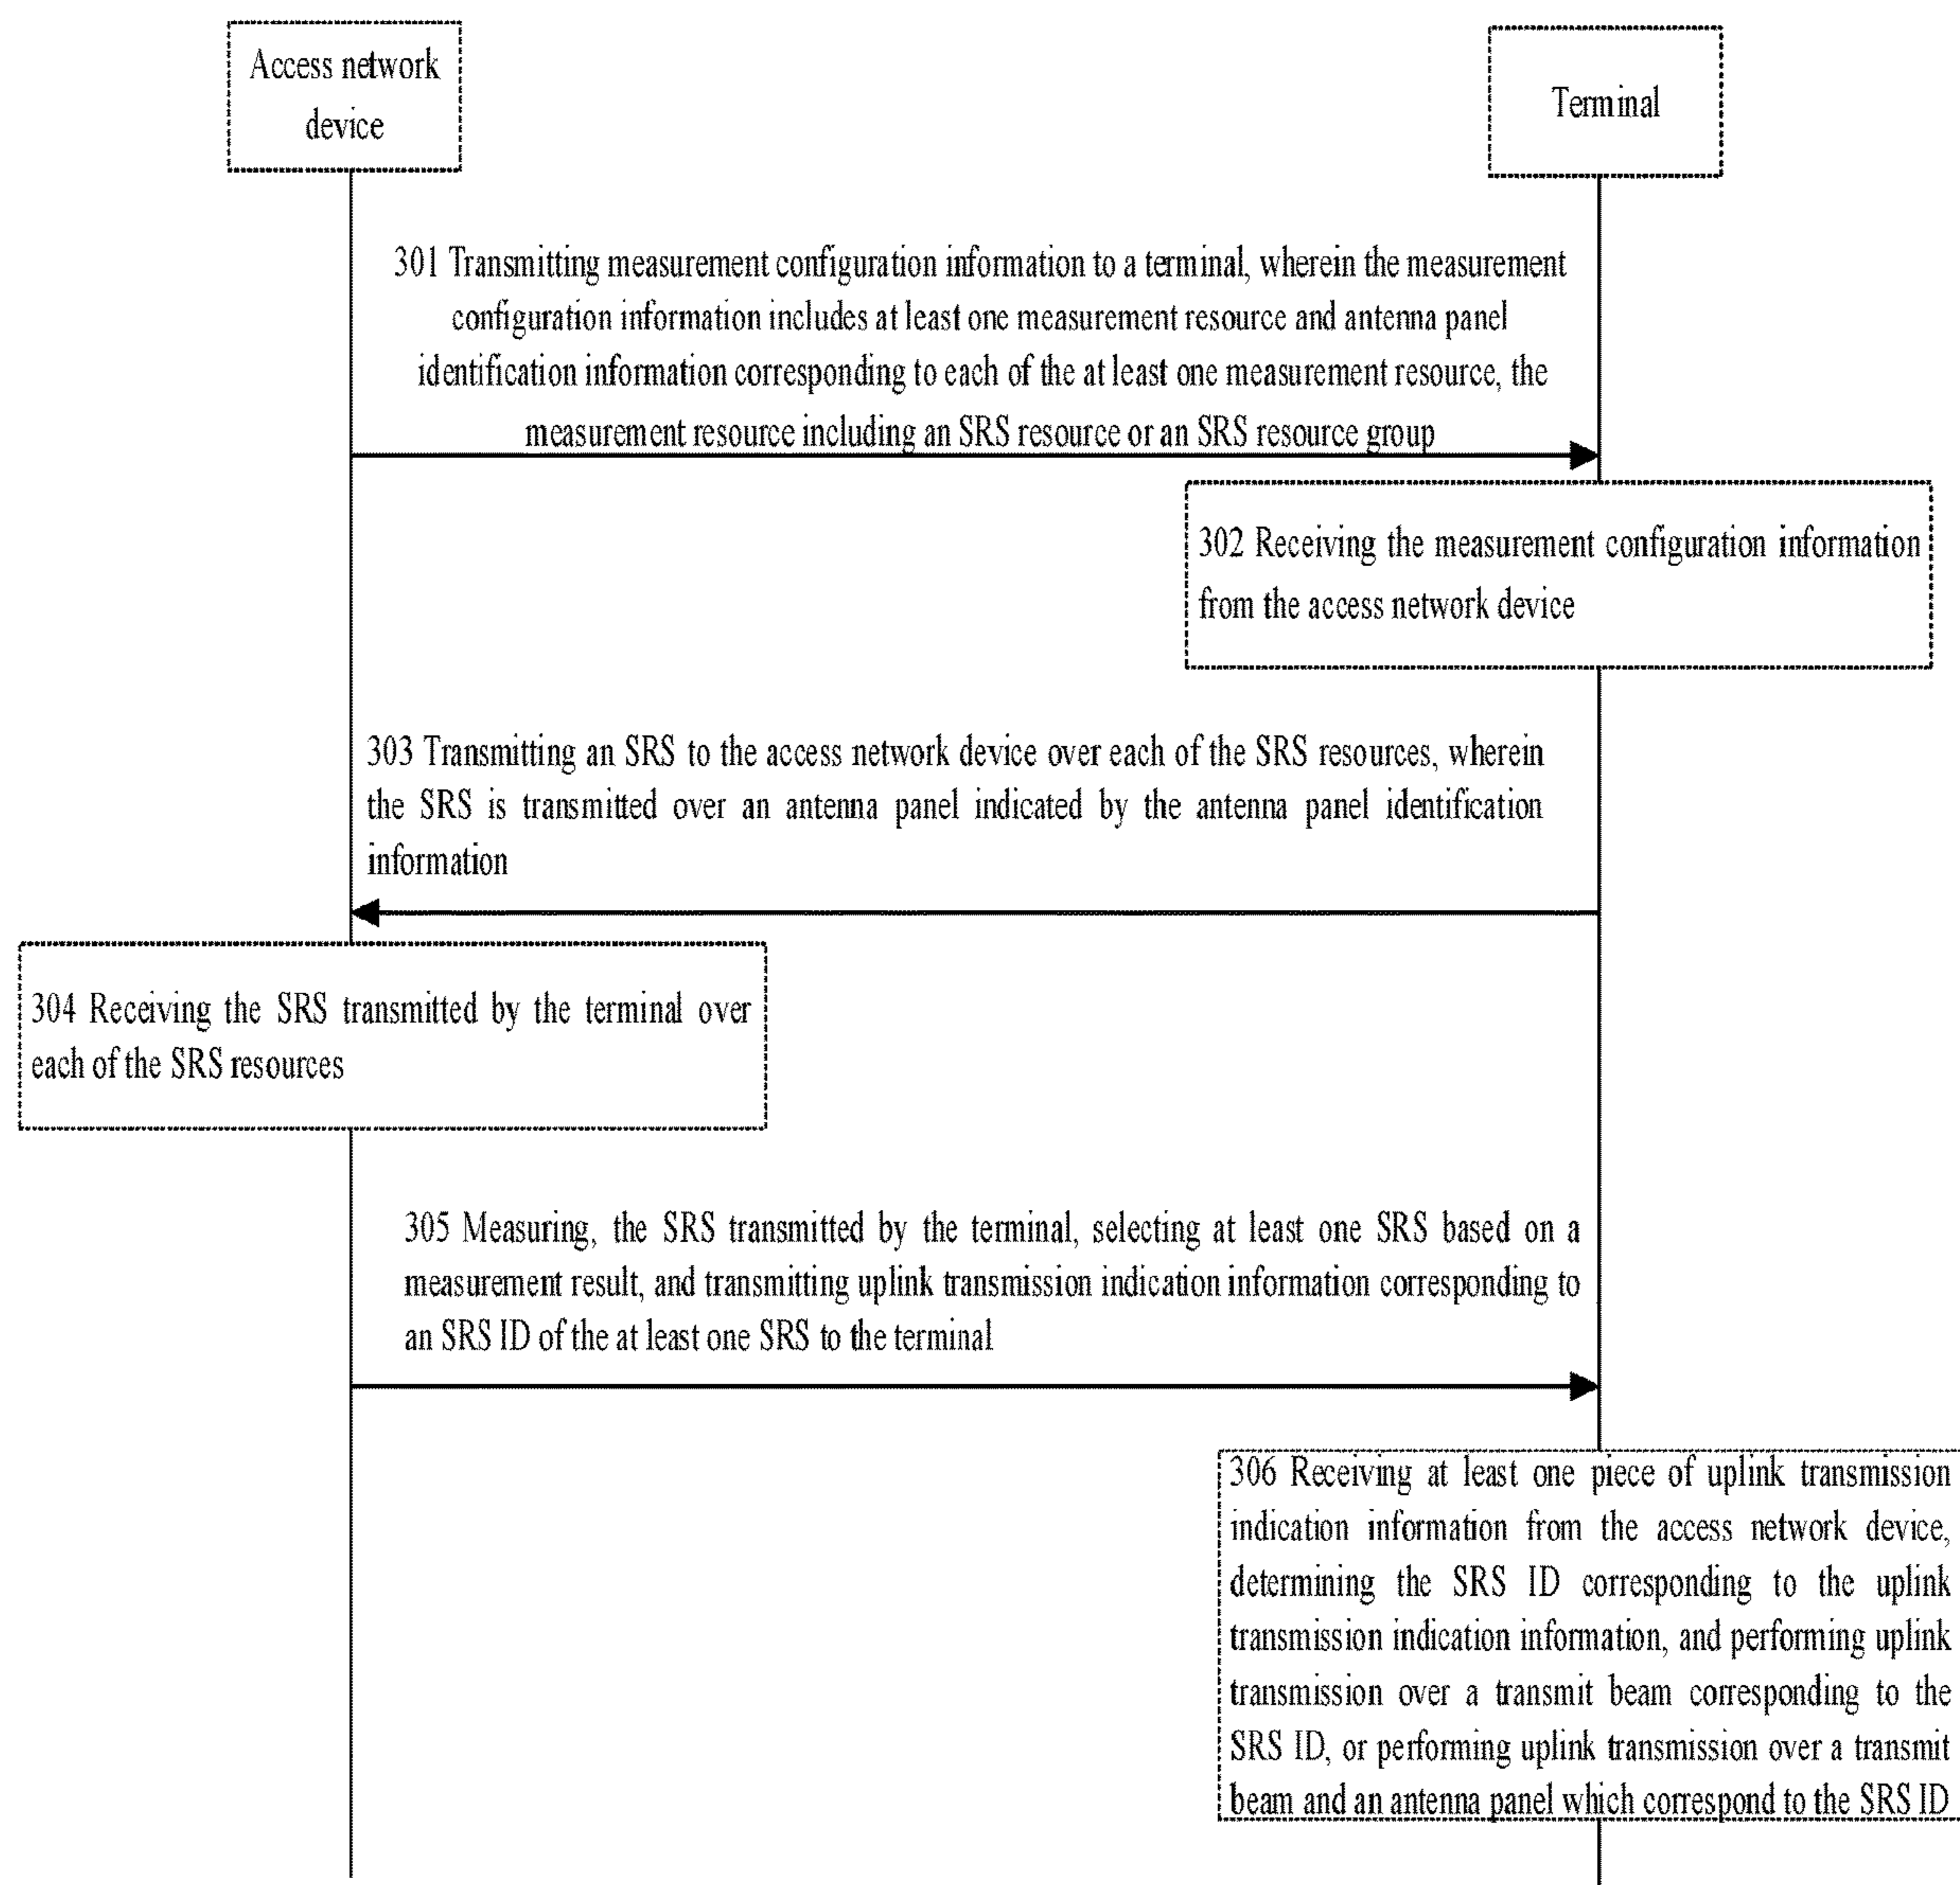 Access network
device
Terminal
301 Transmitting measurement configuration information to a terminal, wherein the measurement
configuration information includes at least one measurement resource and antenna panel
identification information corresponding to each of the at least one measurement resource, the
measurement resource including an SRS resource or an SRS resource group
302 Receiving the measurement configuration information
from the access network device
303 Transmitting an SRS to the access network device over each of the SRS resources, wherein
the SRS is transmitted over an antenna panel indicated by the antenna panel identification
information
304 Receiving the SRS transmitted by the terminal over
each of the SRS resources
305 Measuring, the SRS transmitted by the terminal, selecting at least one SRS based on a
measurement result, and transmitting uplink transmission indication information corresponding to
an SRS ID of the at least one SRS to the terminal
306 Receiving at least one piece of uplink transmission
indication information from the access network device,
determining the SRS ID corresponding to the uplink
transmission indication information, and performing uplink
transmission over a transmit beam corresponding to the
SRS ID, or performing uplink transmission over a transmit
beam and an antenna panel which correspond to the SRS ID